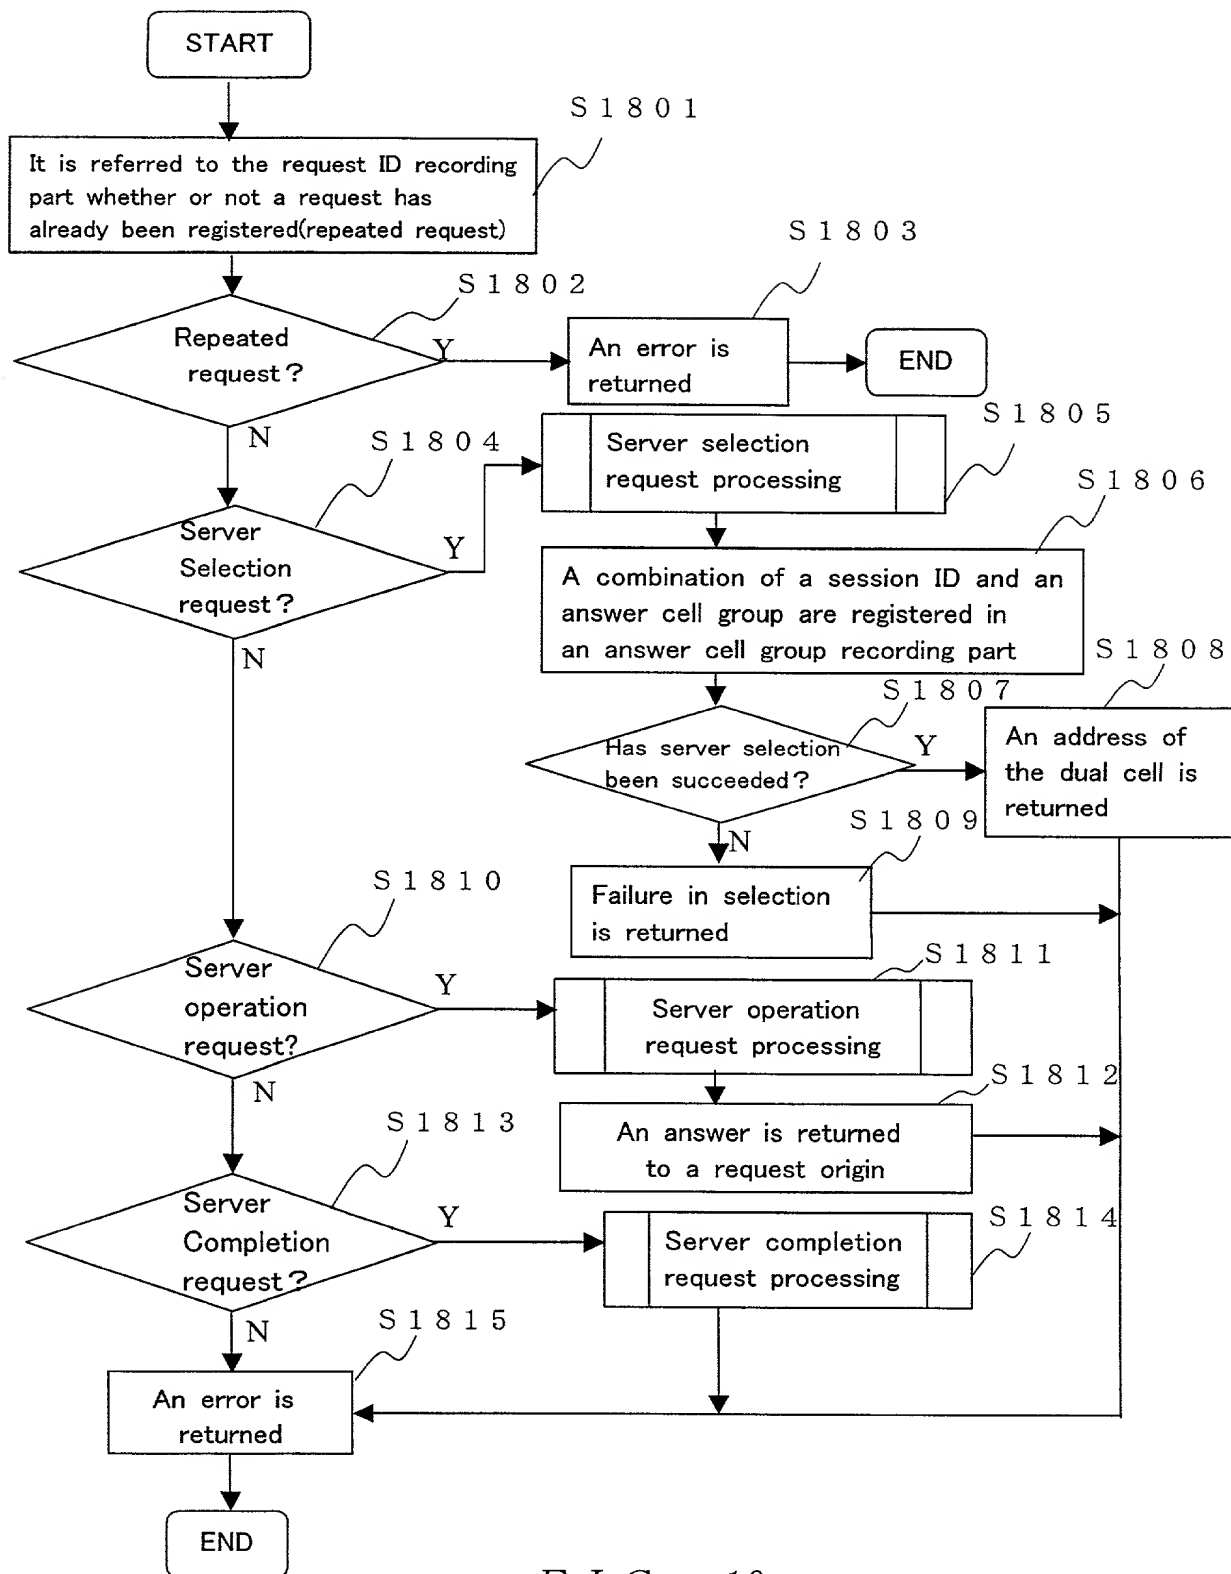 START
S1801
It is referred to the request ID recording
part whether or not a request has
already been registered(repeated request)
S1802
Repeated
request?
Y
N
S1803
An error is
returned
END
S1804
Server
Selection
request?
Y
N
S1805
Server selection
request processing
S1806
A combination of a session ID and an
answer cell group are registered in
an answer cell group recording part
S1807
Has server selection
been succeeded?
Y
N
S1808
An address of
the dual cell is
returned
S1809
Failure in selection
is returned
S1810
Server
operation
request?
Y
N
S1811
Server operation
request processing
S1812
An answer is returned
to a request origin
S1813
Server
Completion
request?
Y
N
S1814
Server completion
request processing
S1815
An error is
returned
END